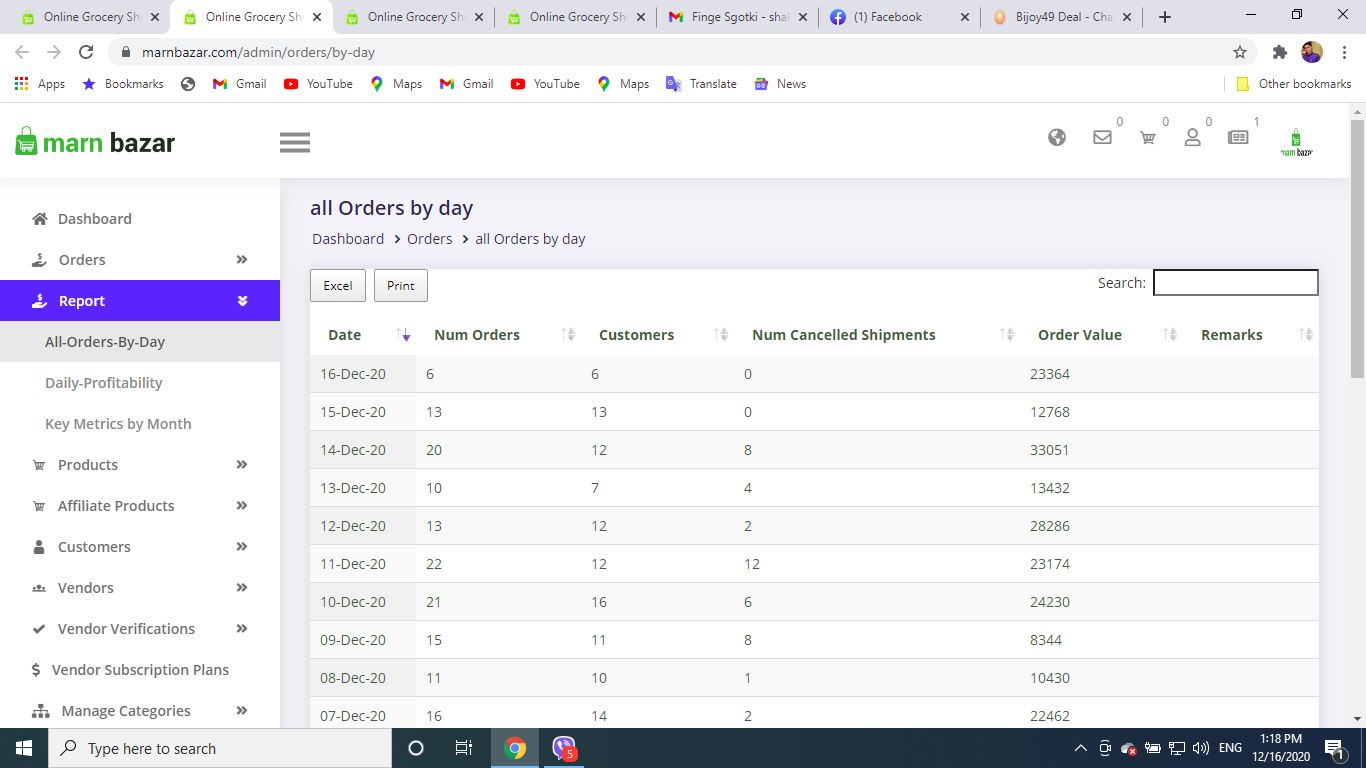 Online Grocery Sh
Online Grocery Sh
Online Grocery Sh
Online Grocery Sh
Finge Sgotki - sha
(1) Facebook
Bijoy49 Deal - Cha
marnbazar.com/admin/orders/by-day
Apps
Bookmarks
Gmail
YouTube
Maps
Gmail
YouTube
Maps
Translate
News
Other bookmarks
marn bazar
0
0
0
1
marn bazar
Dashboard
Orders
Report
All-Orders-By-Day
Daily-Profitability
Key Metrics by Month
Products
Affiliate Products
Customers
Vendors
Vendor Verifications
Vendor Subscription Plans
Manage Categories
all Orders by day
Dashboard > Orders > all Orders by day
Excel Print Search:
Date Num Orders Customers Num Cancelled Shipments Order Value Remarks
16-Dec-20 6 6 0 23364
15-Dec-20 13 13 0 12768
14-Dec-20 20 12 8 33051
13-Dec-20 10 7 4 13432
12-Dec-20 13 12 2 28286
11-Dec-20 22 12 12 23174
10-Dec-20 21 16 6 24230
09-Dec-20 15 11 8 8344
08-Dec-20 11 10 1 10430
07-Dec-20 16 14 2 22462
Type here to search
5
ENG
1:18 PM
12/16/2020
1